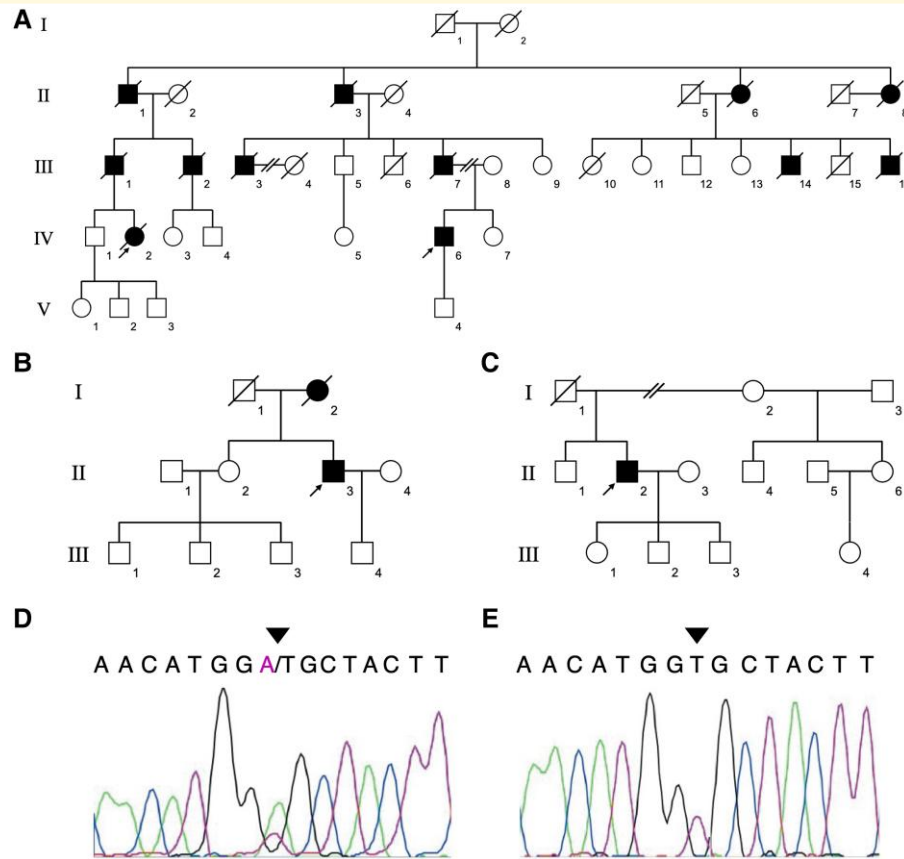 A
I 1 2
II 1 2 3 4 5 6 7 8
III 1 2 3 4 5 6 7 8 9 10 11 12 13 14 15 1
IV 1 2 3 4 5 6 7
V 1 2 3 4
B
I 1 2
II 1 2 3 4
III 1 2 3 4
C
I 1 2 3
II 1 2 3 4 5 6
III 1 2 3 4
D
A A C A T G G A/T G C T A C T T
E
A A C A T G G T G C T A C T T